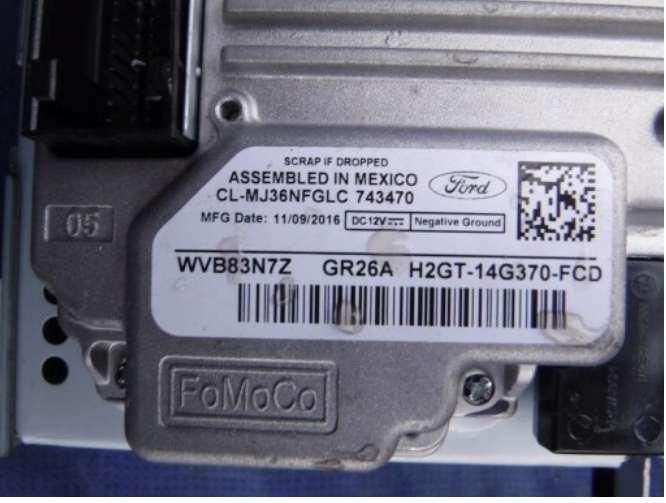 SCRAP IF DROPPED
ASSEMBLED IN MEXICO
CL-MJ36NFGLC 743470
Ford
MFG Date: 11/09/2016 DC12V Negative Ground
05
WVB83N7Z GR26A H2GT-14G370-FCD
FoMoCo